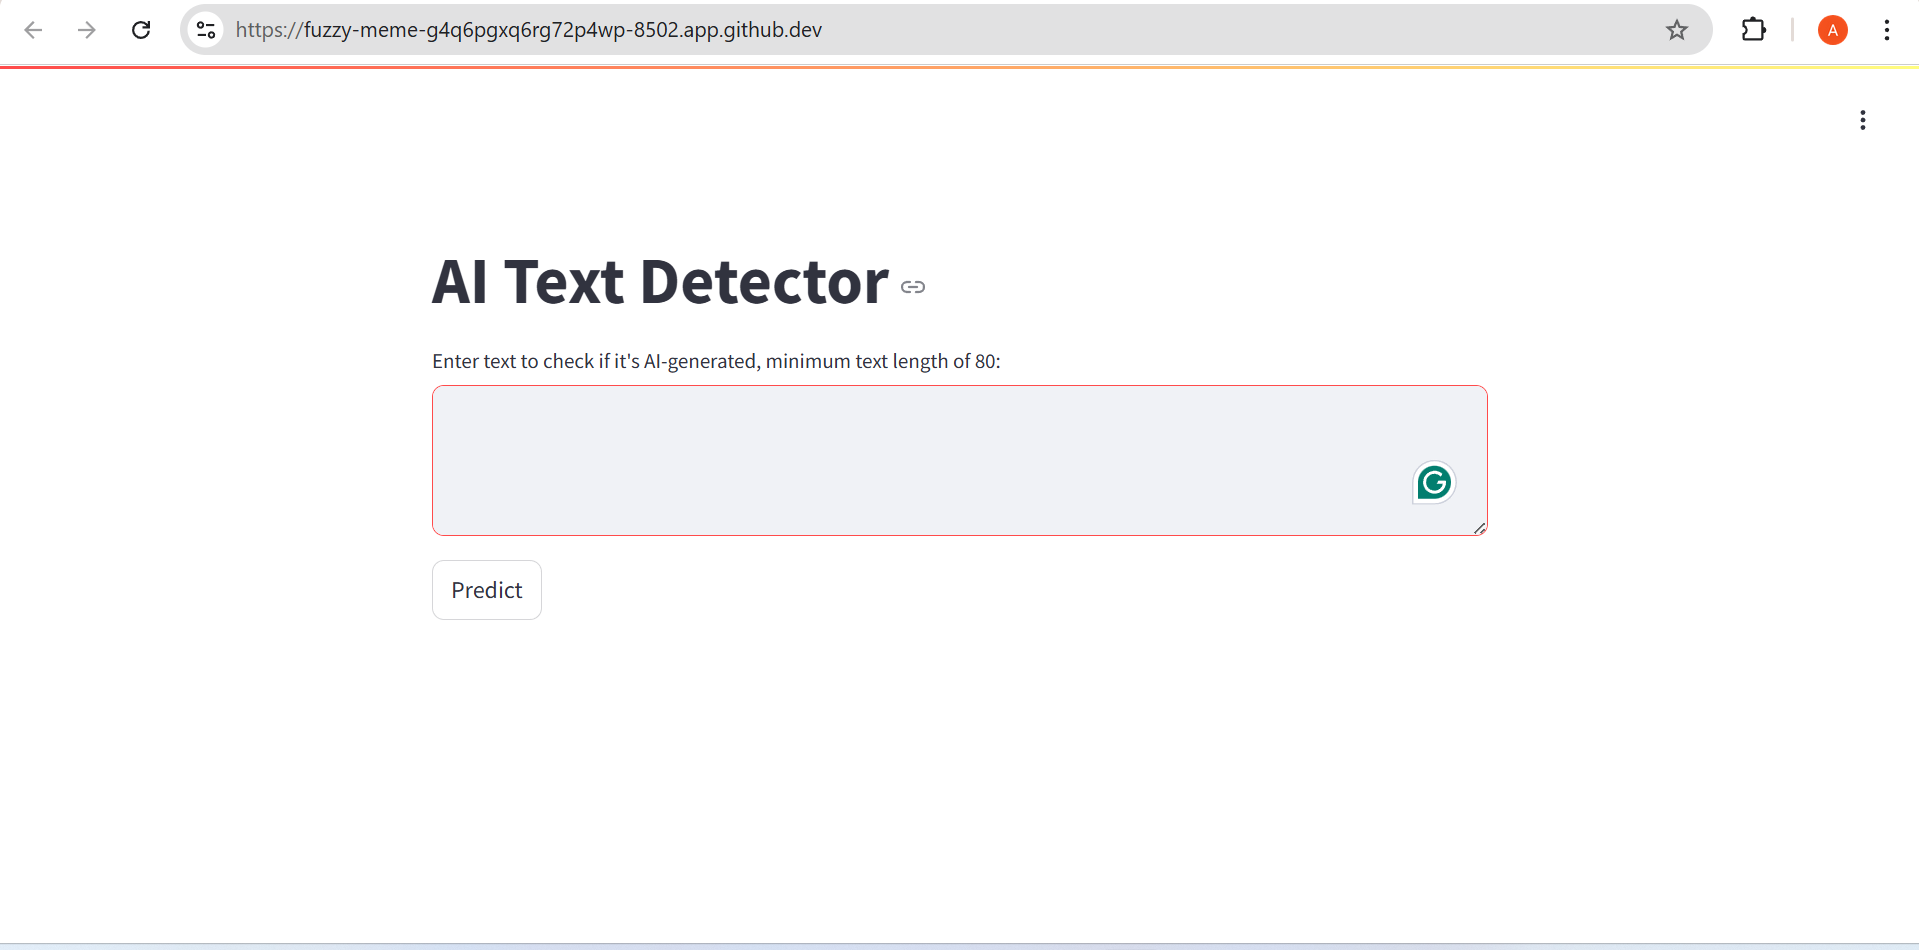 https://fuzzy-meme-g4q6pgxq6rg72p4wp-8502.app.github.dev
A
AI Text Detector
Enter text to check if it's AI-generated, minimum text length of 80:
G
Predict